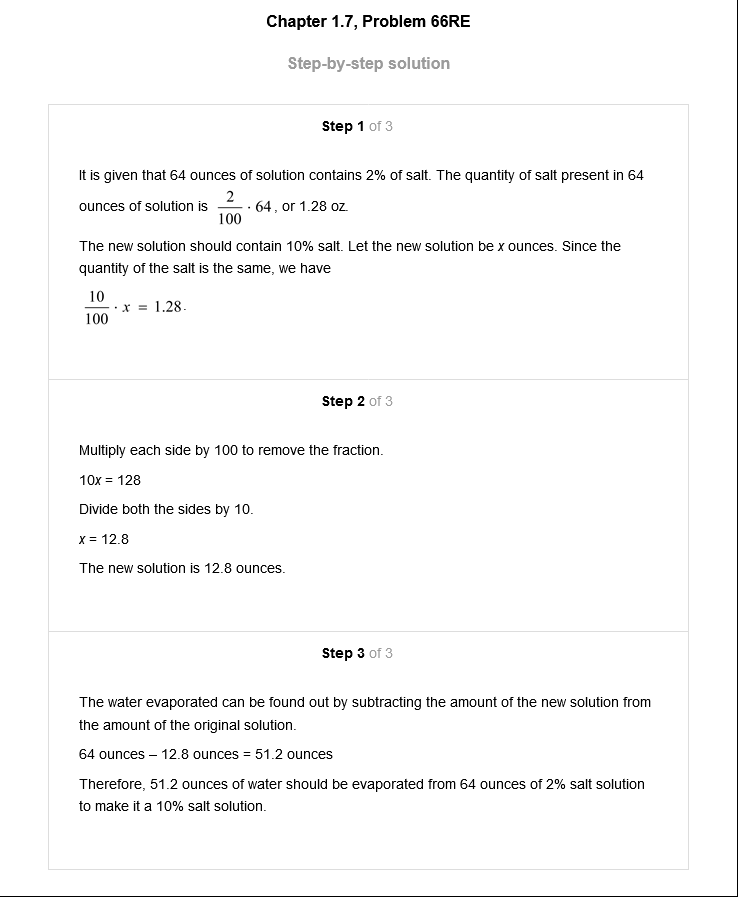 Chapter 1.7, Problem 66RE
Step-by-step solution
Step 1 of 3
It is given that 64 ounces of solution contains 2% of salt. The quantity of salt present in 64
ounces of solution is 2/100 · 64, or 1.28 oz.
The new solution should contain 10% salt. Let the new solution be x ounces. Since the
quantity of the salt is the same, we have
10/100 · x = 1.28.
Step 2 of 3
Multiply each side by 100 to remove the fraction.
10x = 128
Divide both the sides by 10.
x = 12.8
The new solution is 12.8 ounces.
Step 3 of 3
The water evaporated can be found out by subtracting the amount of the new solution from
the amount of the original solution.
64 ounces – 12.8 ounces = 51.2 ounces
Therefore, 51.2 ounces of water should be evaporated from 64 ounces of 2% salt solution
to make it a 10% salt solution.